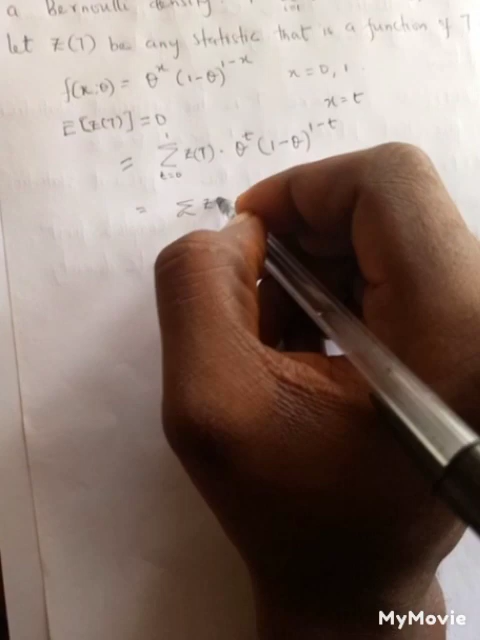 a Bernoulli density.
let Z(T) be any statistic that is a function of T
f(x;θ) = θ^x (1-θ)^{1-x} x = 0, 1.
E[Z(T)] = 0 x=t
= Σ_{t=0}^{1} Z(T) · θ^t (1-θ)^{1-t}
= Σ Z
MyMovie